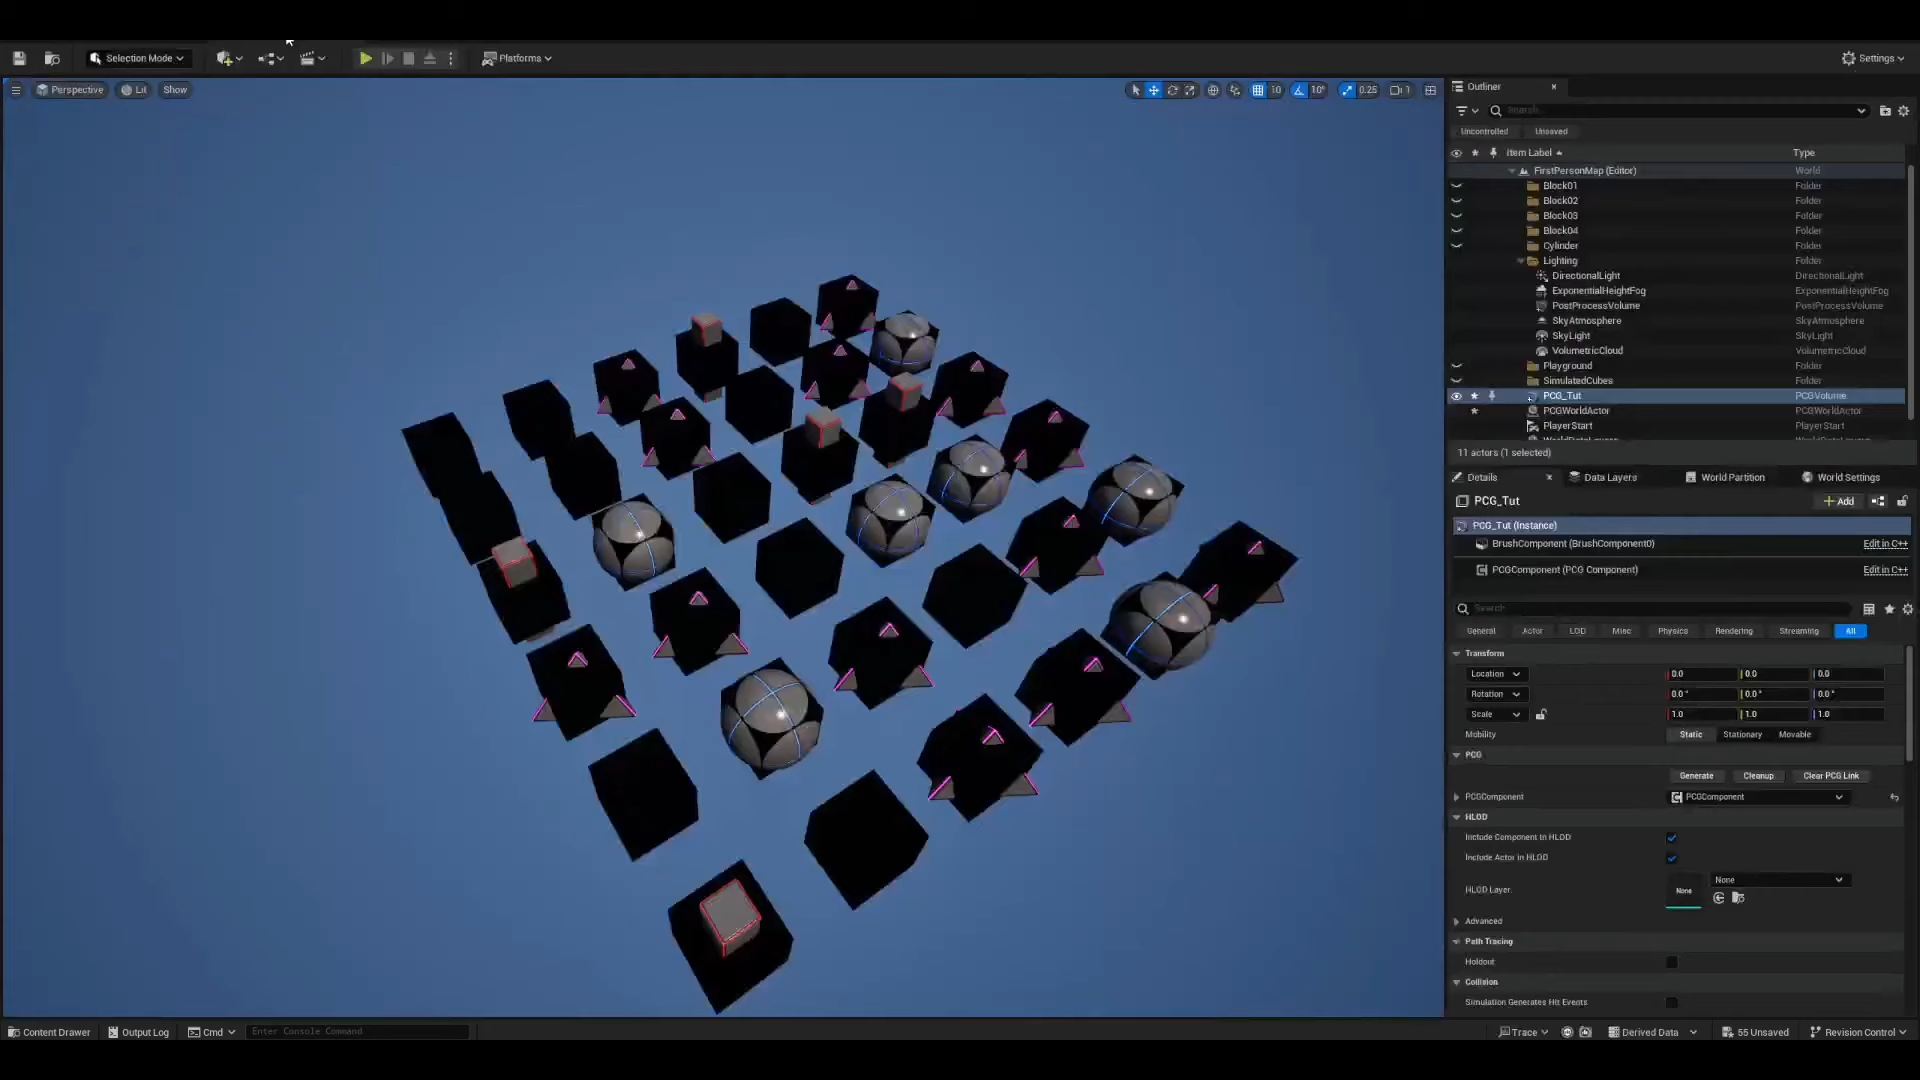 Selection Mode
Platforms
Settings
Perspective
Lit
Show
10
10°
0.25
1
Outliner
Search...
Uncontrolled
Unsaved
Item Label
Type
FirstPersonMap (Editor)
World
Block01
Folder
Block02
Folder
Block03
Folder
Block04
Folder
Cylinder
Folder
Lighting
Folder
DirectionalLight
DirectionalLight
ExponentialHeightFog
ExponentialHeightFog
PostProcessVolume
PostProcessVolume
SkyAtmosphere
SkyAtmosphere
SkyLight
SkyLight
VolumetricCloud
VolumetricCloud
Playground
Folder
SimulatedCubes
Folder
PCG_Tut
PCGVolume
PCGWorldActor
PCGWorldActor
PlayerStart
PlayerStart
11 actors (1 selected)
Details
Data Layers
World Partition
World Settings
PCG_Tut
Add
PCG_Tut (Instance)
BrushComponent (BrushComponent0)
Edit in C++
PCGComponent (PCG Component)
Edit in C++
Search
General
Actor
LOD
Misc
Physics
Rendering
Streaming
All
Transform
Location
0.0
0.0
0.0
Rotation
0.0 °
0.0 °
0.0 °
Scale
1.0
1.0
1.0
Mobility
Static
Stationary
Movable
PCG
Generate
Cleanup
Clear PCG Link
PCGComponent
PCGComponent
HLOD
Include Component in HLOD
Include Actor in HLOD
HLOD Layer
None
None
Advanced
Path Tracing
Holdout
Collision
Simulation Generates Hit Events
Content Drawer
Output Log
Cmd
Enter Console Command
Trace
Derived Data
55 Unsaved
Revision Control